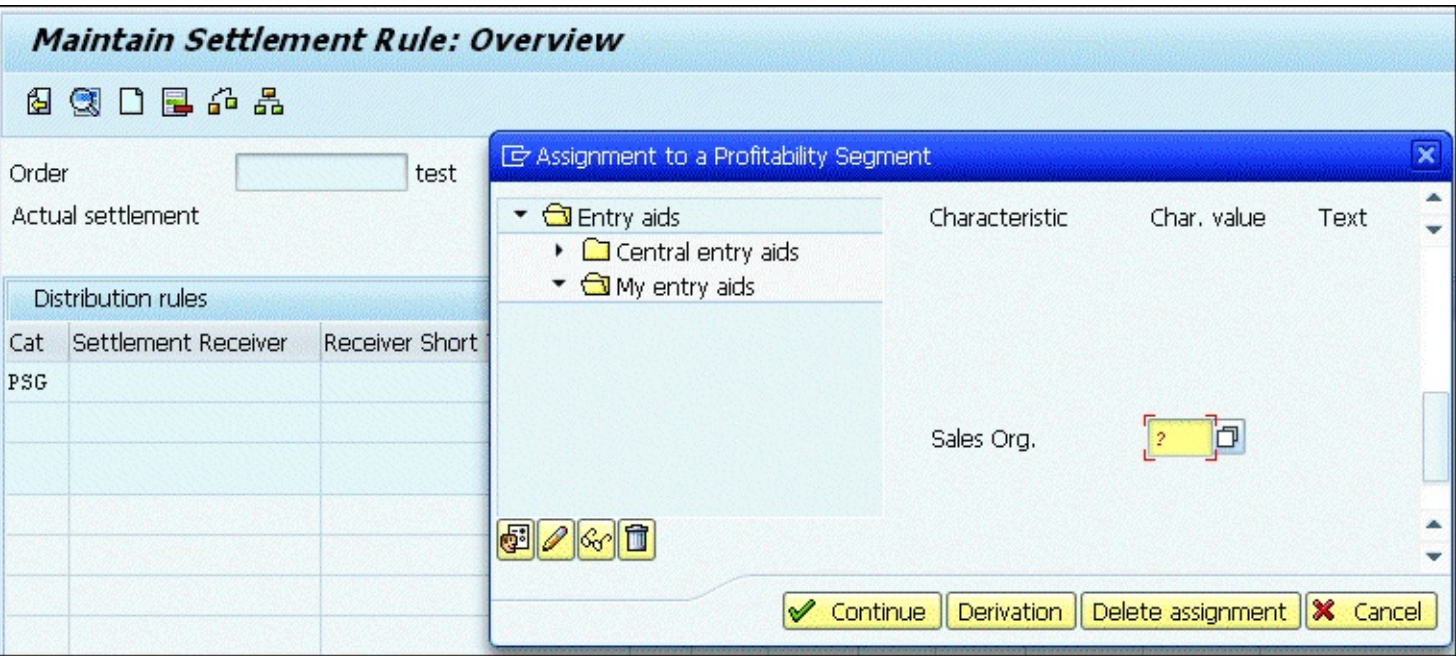 Maintain Settlement Rule: Overview
Order test
Actual settlement
Distribution rules
Cat Settlement Receiver Receiver Short
PSG
Assignment to a Profitability Segment
Entry aids
Central entry aids
My entry aids
Characteristic Char. value Text
Sales Org. ?
Continue Derivation Delete assignment Cancel